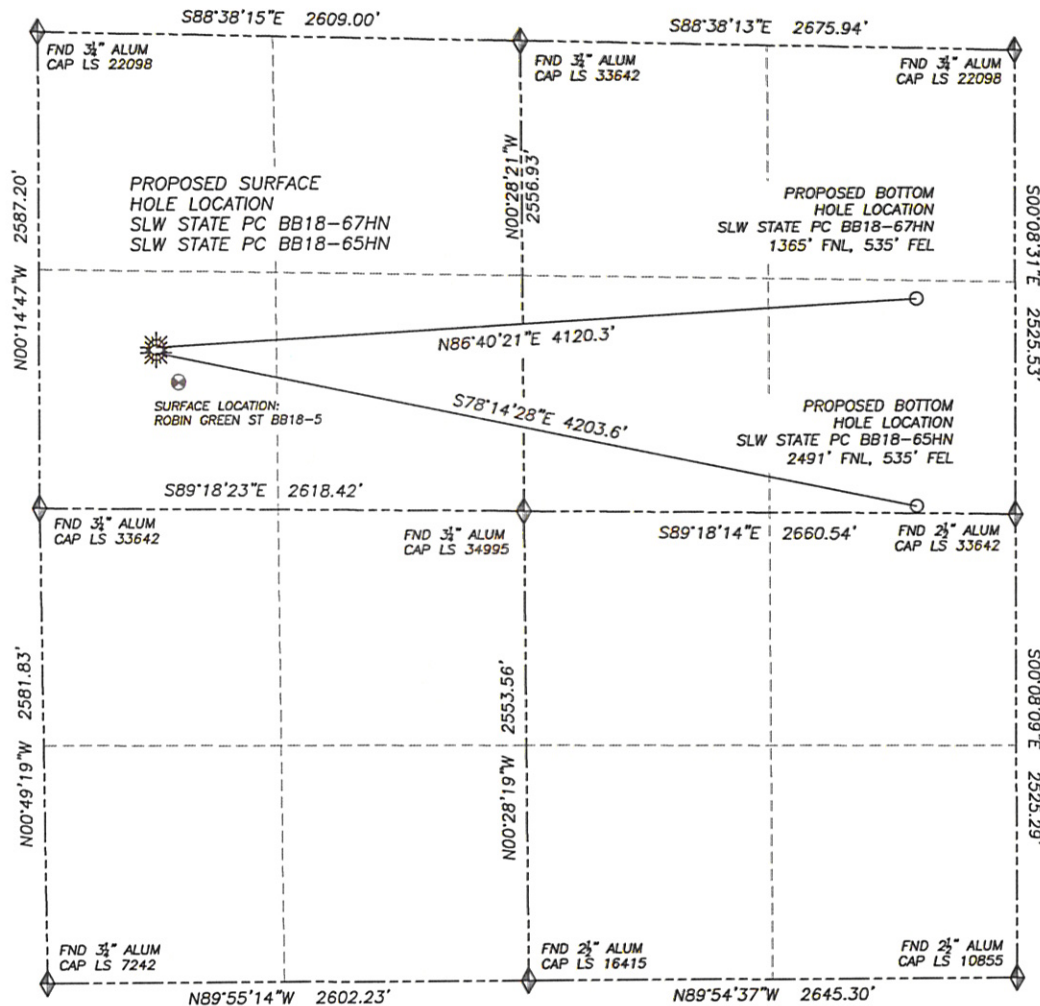 S88°38'15"E 2609.00'
S88°38'13"E 2675.94'
FND 3¼" ALUM
CAP LS 22098
FND 3¼" ALUM
CAP LS 33642
FND 3¼" ALUM
CAP LS 22098
N00°14'47"W 2587.20'
N00°28'21"W
2556.93'
S00°08'31"E 2525.53'
PROPOSED SURFACE
HOLE LOCATION
SLW STATE PC BB18-67HN
SLW STATE PC BB18-65HN
PROPOSED BOTTOM
HOLE LOCATION
SLW STATE PC BB18-67HN
1365' FNL, 535' FEL
N86°40'21"E 4120.3'
SURFACE LOCATION:
ROBIN GREEN ST BB18-5
S78°14'28"E 4203.6'
PROPOSED BOTTOM
HOLE LOCATION
SLW STATE PC BB18-65HN
2491' FNL, 535' FEL
S89°18'23"E 2618.42'
S89°18'14"E 2660.54'
FND 3¼" ALUM
CAP LS 33642
FND 3¼" ALUM
CAP LS 34995
FND 2½" ALUM
CAP LS 33642
N00°49'19"W 2581.83'
N00°28'19"W 2553.56'
S00°08'09"E 2525.29'
FND 3¼" ALUM
CAP LS 7242
FND 2½" ALUM
CAP LS 16415
FND 2½" ALUM
CAP LS 10855
N89°55'14"W 2602.23'
N89°54'37"W 2645.30'